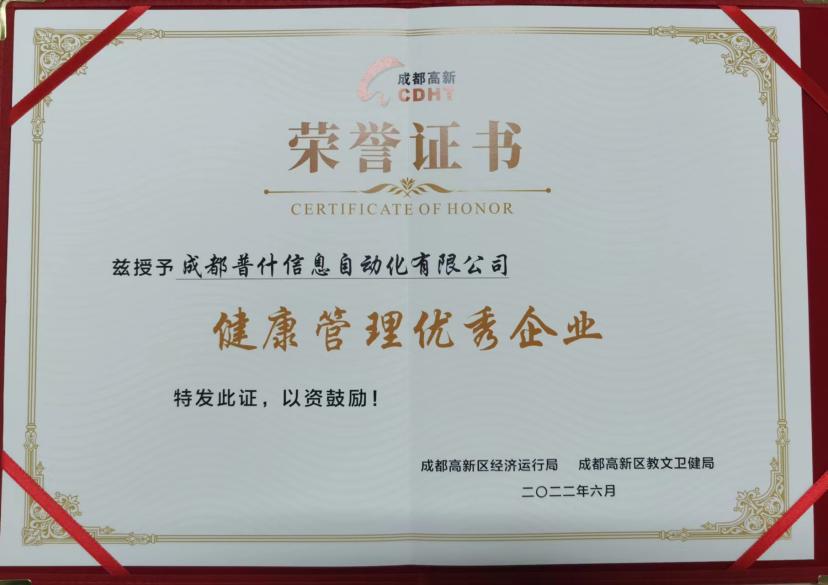 成都高新
CDHT
荣誉证书
CERTIFICATE OF HONOR
兹授予 成都普什信息自动化有限公司
健康管理优秀企业
特发此证，以资鼓励！
成都高新区经济运行局 成都高新区教文卫健局
二〇二二年六月